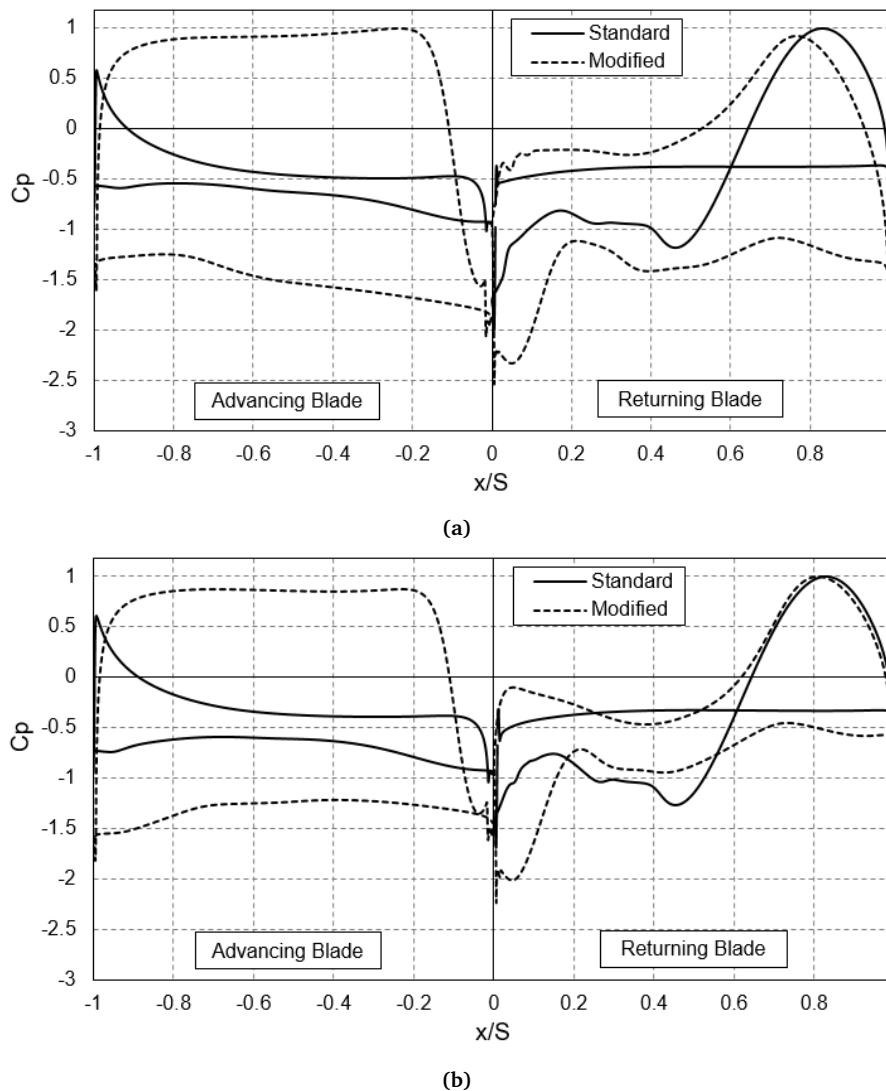 1
Standard
Modified
0.5
0
-0.5
Cp
-1
-1.5
-2
-2.5
Advancing Blade
Returning Blade
-3
-1 -0.8 -0.6 -0.4 -0.2 0 0.2 0.4 0.6 0.8
x/S
(a)
1
Standard
Modified
0.5
0
-0.5
Cp
-1
-1.5
-2
-2.5
Advancing Blade
Returning Blade
-3
-1 -0.8 -0.6 -0.4 -0.2 0 0.2 0.4 0.6 0.8
x/S
(b)